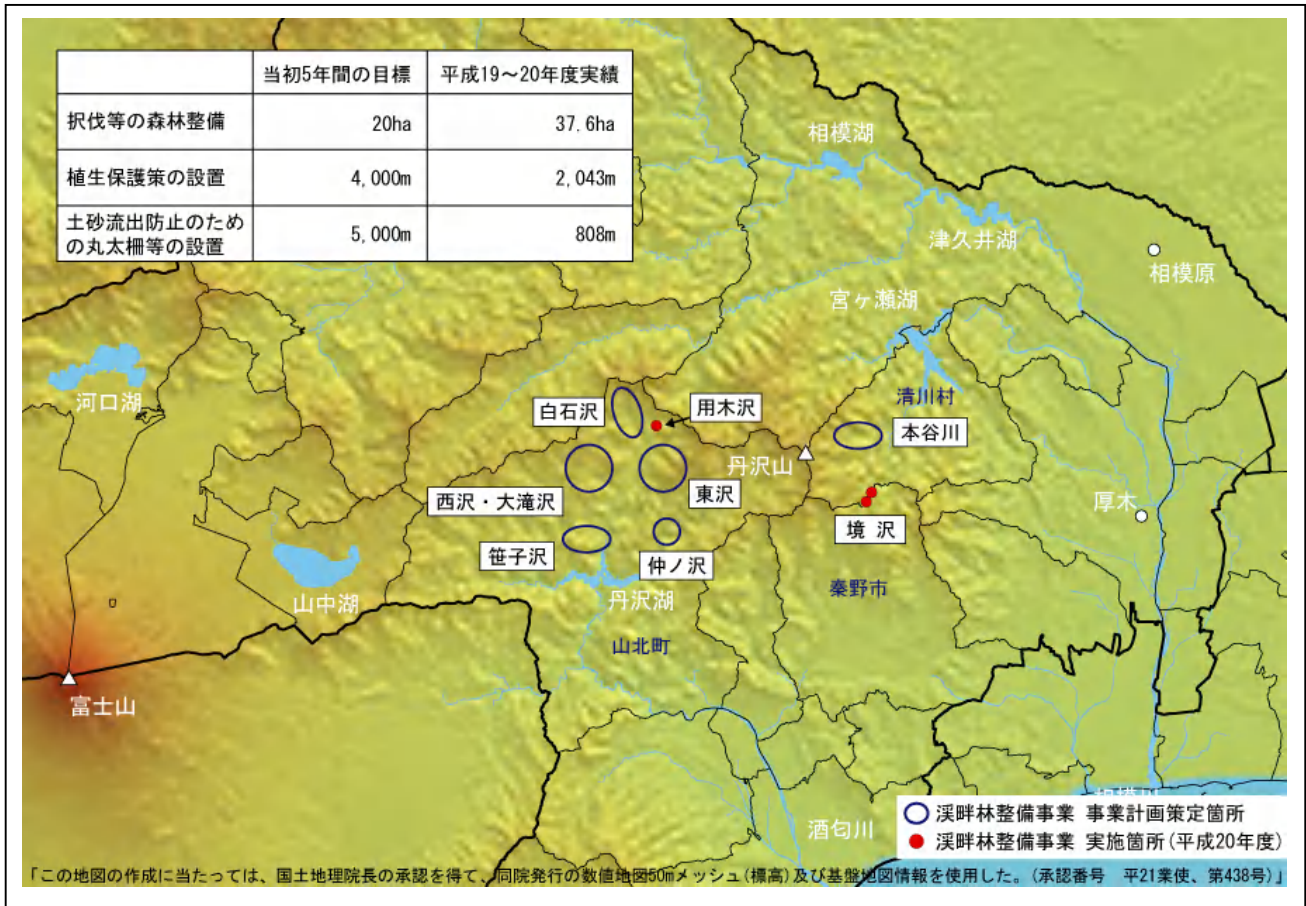 当初5年間の目標 平成19～20年度実績
択伐等の森林整備 20ha 37.6ha
植生保護策の設置 4,000m 2,043m
土砂流出防止のため
の丸太柵等の設置 5,000m 808m
相模湖
津久井湖
相模原
宮ヶ瀬湖
河口湖
清川村
白石沢
用木沢
本谷川
丹沢山
西沢・大滝沢
東沢
厚木
境 沢
笹子沢
仲ノ沢
秦野市
山中湖
丹沢湖
山北町
富士山
相模川
酒匂川
渓畔林整備事業 事業計画策定箇所
渓畔林整備事業 実施箇所(平成20年度)
「この地図の作成に当たっては、国土地理院長の承認を得て、同院発行の数値地図50mメッシュ(標高)及び基盤地図情報を使用した。(承認番号 平21業使、第438号)」